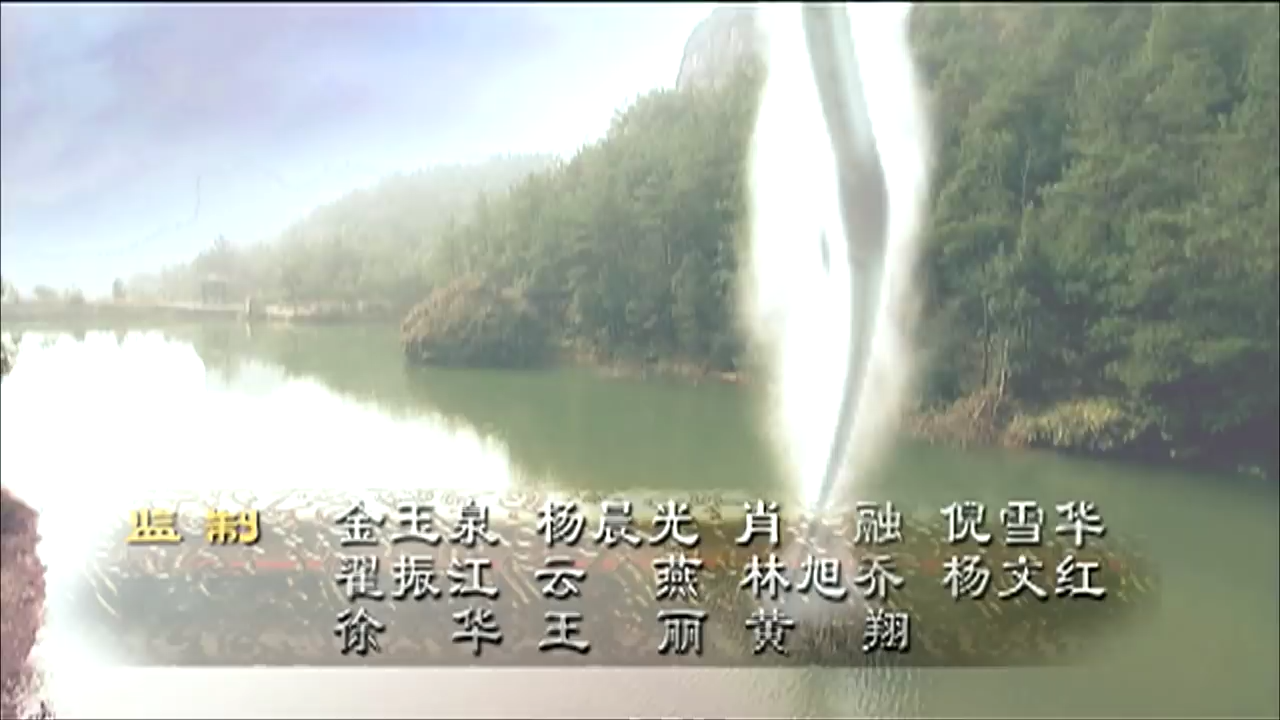 监制 金玉泉 杨晨光 肖融 倪雪华
翟振江 云燕 林旭乔 杨文红
徐华 王丽 黄翔